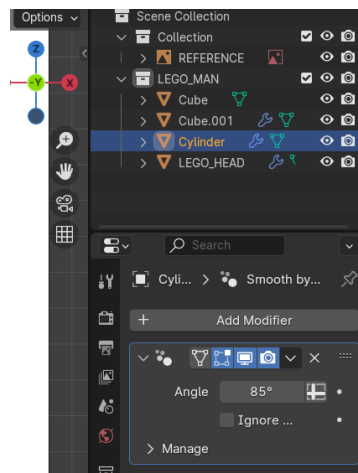 Options
Scene Collection
Collection
REFERENCE
LEGO_MAN
Cube
Cube.001
Cylinder
LEGO_HEAD
Z
-Y
X
Search
Cyli... > Smooth by...
+ Add Modifier
Angle 85°
Ignore ...
> Manage